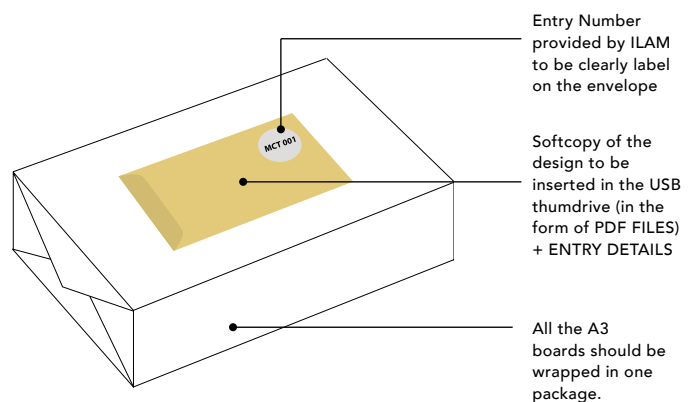 Entry Number
provided by ILAM
to be clearly label
on the envelope
MCT 001
Softcopy of the
design to be
inserted in the USB
thumdrive (in the
form of PDF FILES)
+ ENTRY DETAILS
All the A3
boards should be
wrapped in one
package.